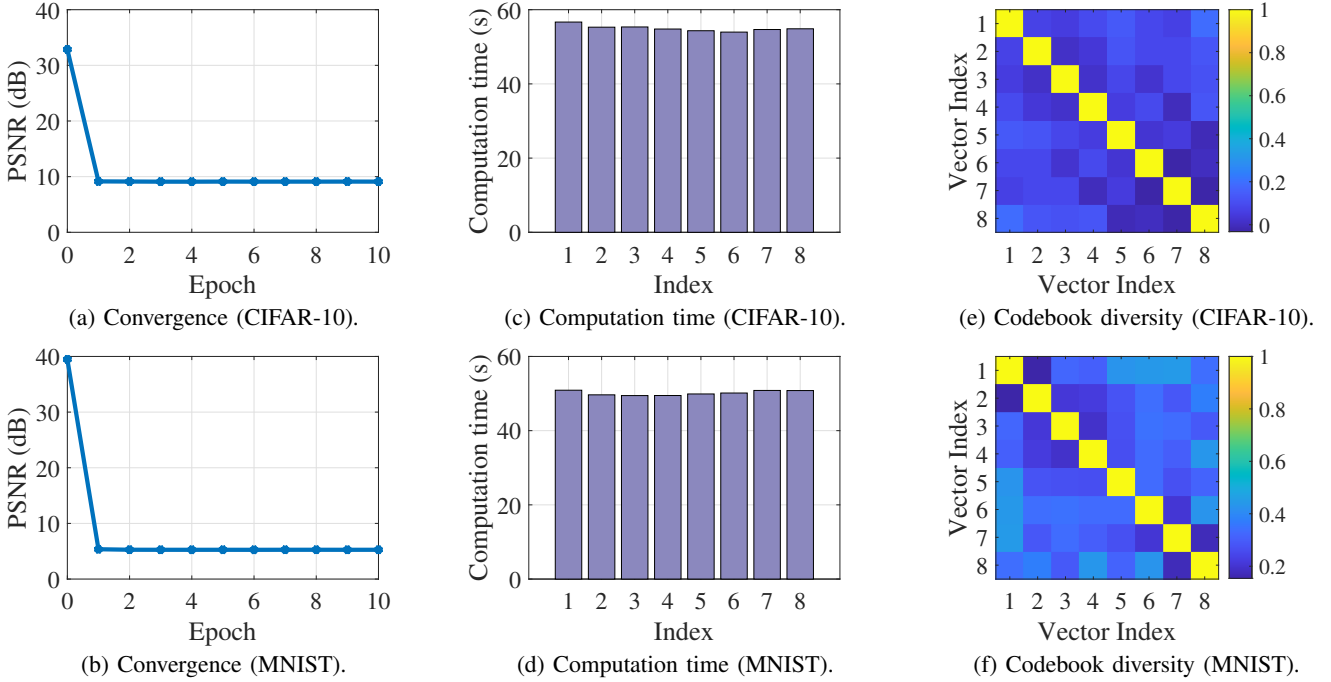 40
30
20
10
0
PSNR (dB)
0 2 4 6 8 10
Epoch
(a) Convergence (CIFAR-10).
60
40
20
0
Computation time (s)
1 2 3 4 5 6 7 8
Index
(c) Computation time (CIFAR-10).
1
2
3
4
5
6
7
8
Vector Index
1 2 3 4 5 6 7 8
Vector Index
1
0.8
0.6
0.4
0.2
0
(e) Codebook diversity (CIFAR-10).
40
30
20
10
0
PSNR (dB)
0 2 4 6 8 10
Epoch
(b) Convergence (MNIST).
60
40
20
0
Computation time (s)
1 2 3 4 5 6 7 8
Index
(d) Computation time (MNIST).
1
2
3
4
5
6
7
8
Vector Index
1 2 3 4 5 6 7 8
Vector Index
1
0.8
0.6
0.4
0.2
(f) Codebook diversity (MNIST).